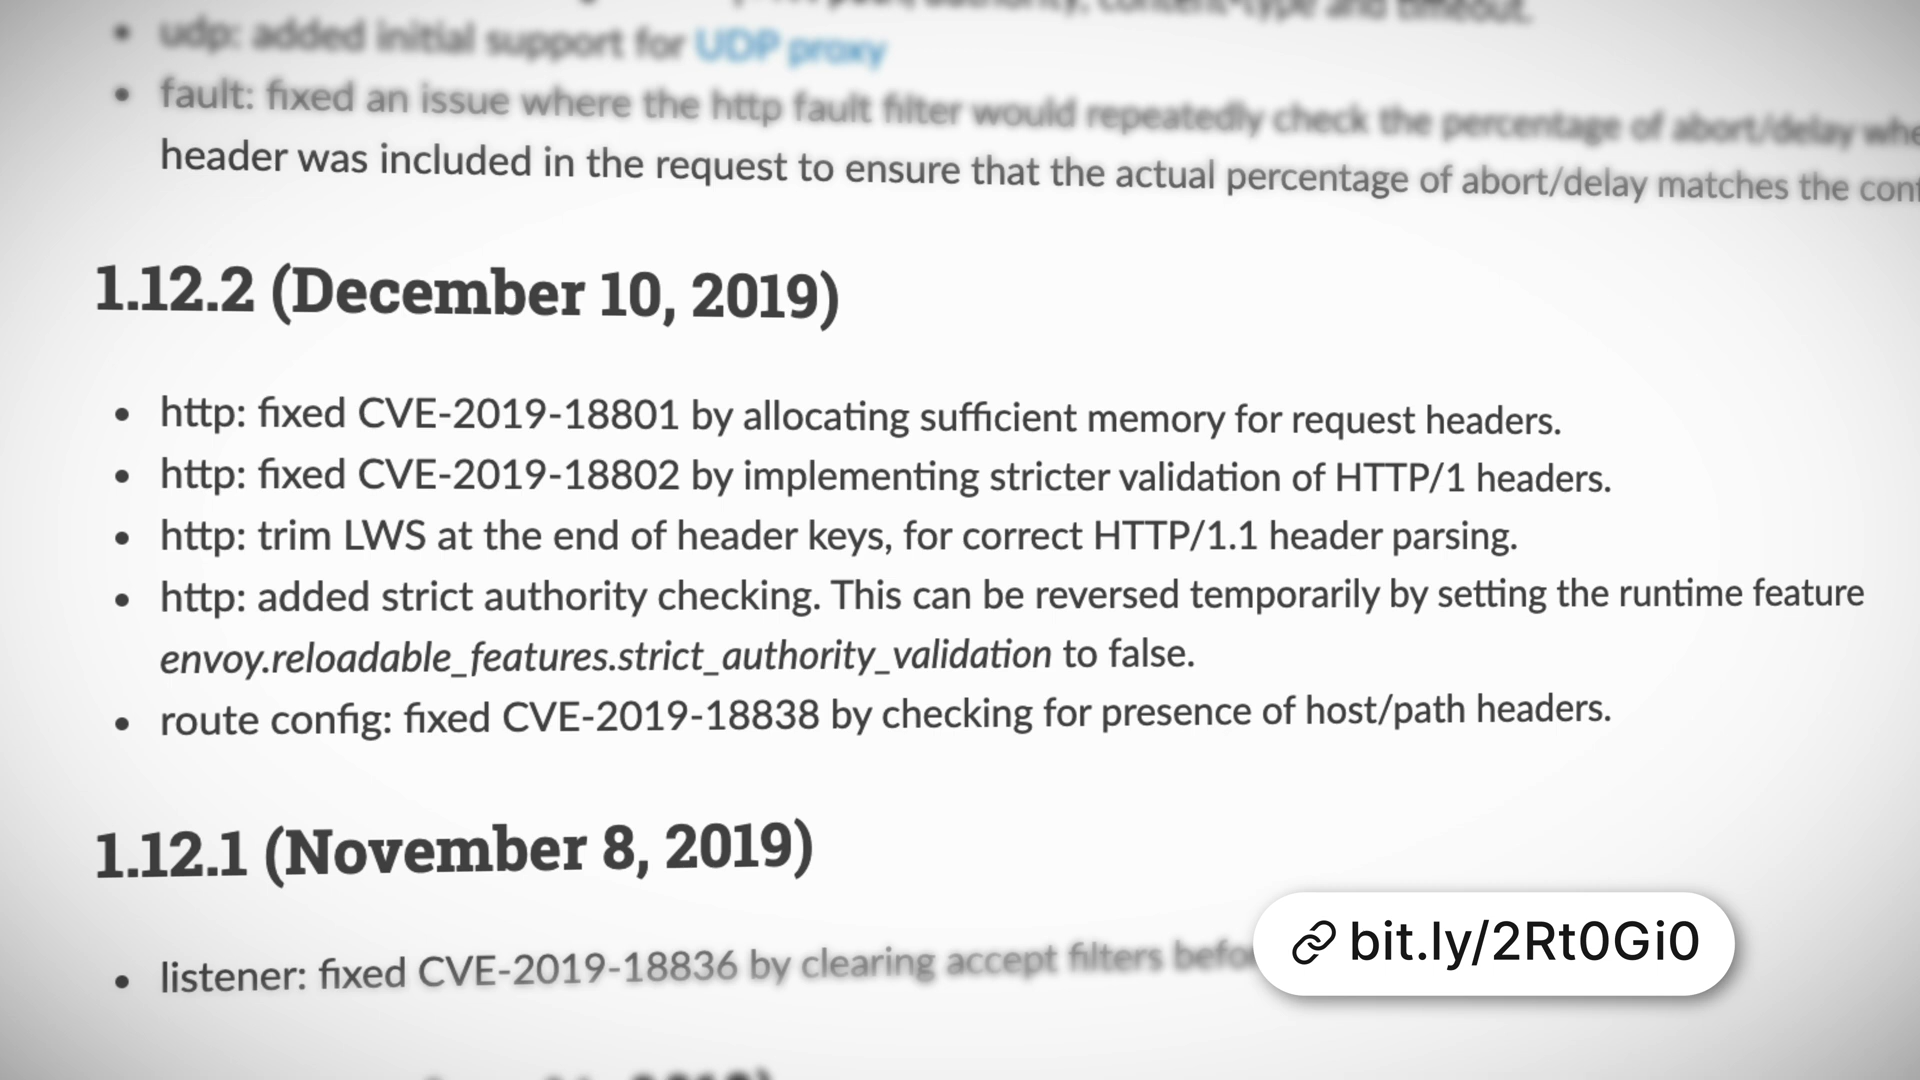 content-type and timeout.
• udp: added initial support for UDP proxy
• fault: fixed an issue where the http fault filter would repeatedly check the percentage of abort/delay
header was included in the request to ensure that the actual percentage of abort/delay matches the
1.12.2 (December 10, 2019)
• http: fixed CVE-2019-18801 by allocating sufficient memory for request headers.
• http: fixed CVE-2019-18802 by implementing stricter validation of HTTP/1 headers.
• http: trim LWS at the end of header keys, for correct HTTP/1.1 header parsing.
• http: added strict authority checking. This can be reversed temporarily by setting the runtime feature
envoy.reloadable_features.strict_authority_validation to false.
• route config: fixed CVE-2019-18838 by checking for presence of host/path headers.
1.12.1 (November 8, 2019)
• listener: fixed CVE-2019-18836 by clearing accept filters
bit.ly/2Rt0Gi0